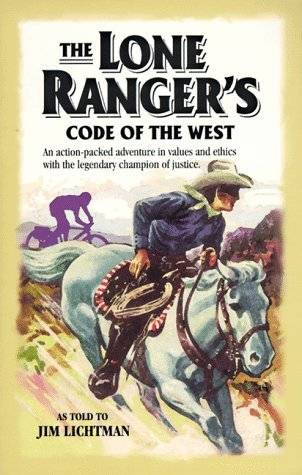 THE LONE
RANGER'S
CODE OF THE WEST
An action-packed adventure in values and ethics
with the legendary champion of justice.
AS TOLD TO
JIM LICHTMAN